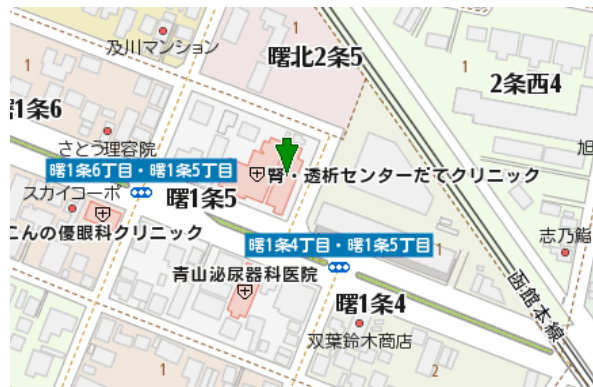 1
及川マンション
曙北2条5
1
2条西4
曙1条6
さとう理容院
旭
曙1条6丁目・曙1条5丁目
腎・透析センターだてクリニック
スカイコーポ
曙1条5
こんの優眼科クリニック
志乃鮨
曙1条4丁目・曙1条5丁目
1
青山泌尿器科医院
函館本線
曙1条4
双葉鈴木商店
1
2